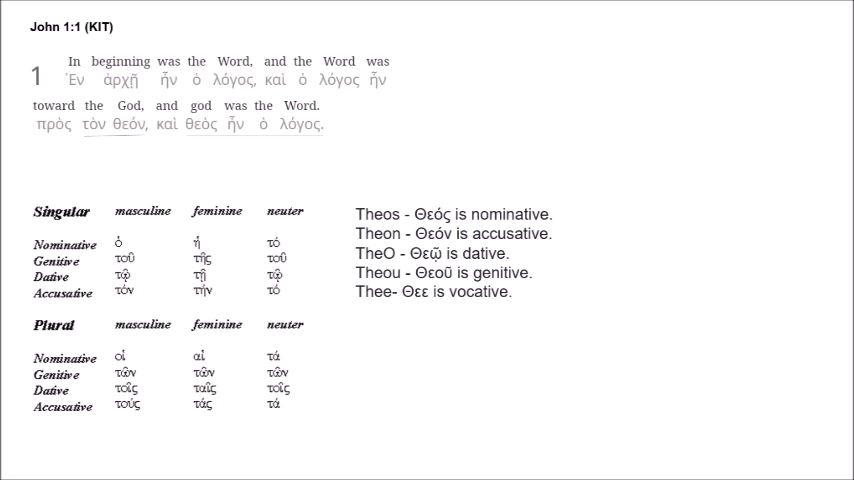 John 1:1 (KIT)
In beginning was the Word, and the Word was
1 Ἐν ἀρχῇ ἦν ὁ λόγος, καὶ ὁ λόγος ἦν
toward the God, and god was the Word.
πρὸς τὸν θεόν, καὶ θεὸς ἦν ὁ λόγος.
Singular masculine feminine neuter
Nominative ὁ ἡ τό
Genitive τοῦ τῆς τοῦ
Dative τῷ τῇ τῷ
Accusative τόν τήν τό
Plural masculine feminine neuter
Nominative οἱ αἱ τά
Genitive τῶν τῶν τῶν
Dative τοῖς ταῖς τοῖς
Accusative τούς τάς τά
Theos - Θεός is nominative.
Theon - Θεόν is accusative.
TheO - Θεῷ is dative.
Theou - Θεοῦ is genitive.
Thee- Θεε is vocative.